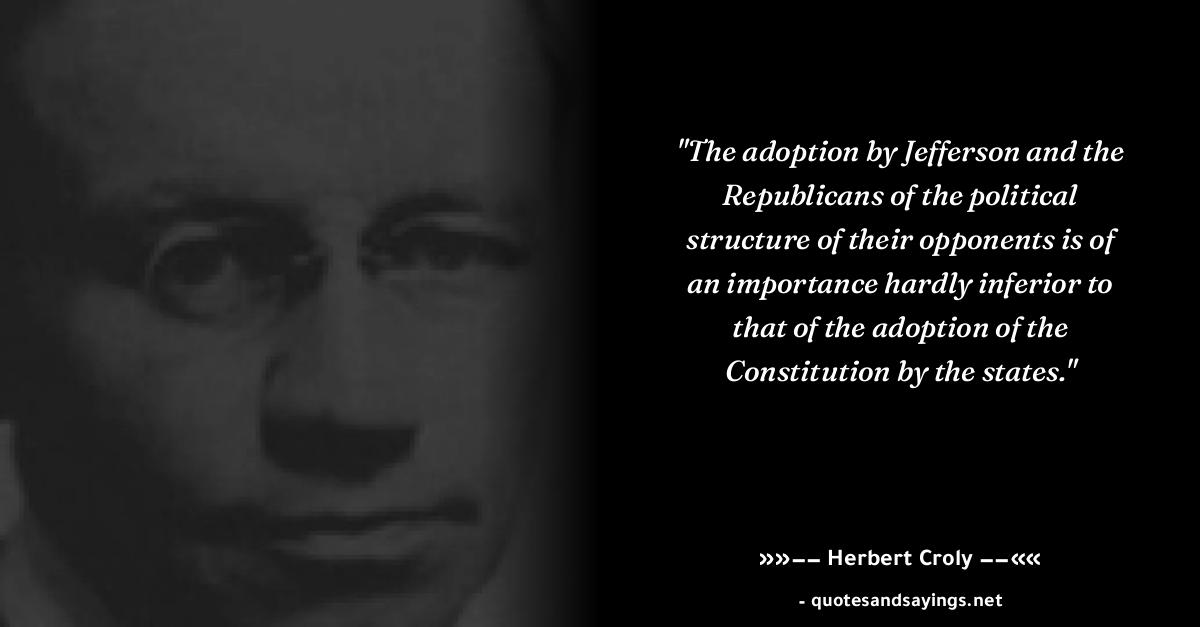 "The adoption by Jefferson and the
Republicans of the political
structure of their opponents is of
an importance hardly inferior to
that of the adoption of the
Constitution by the states."
»»—— Herbert Croly ——««
- quotesandsayings.net